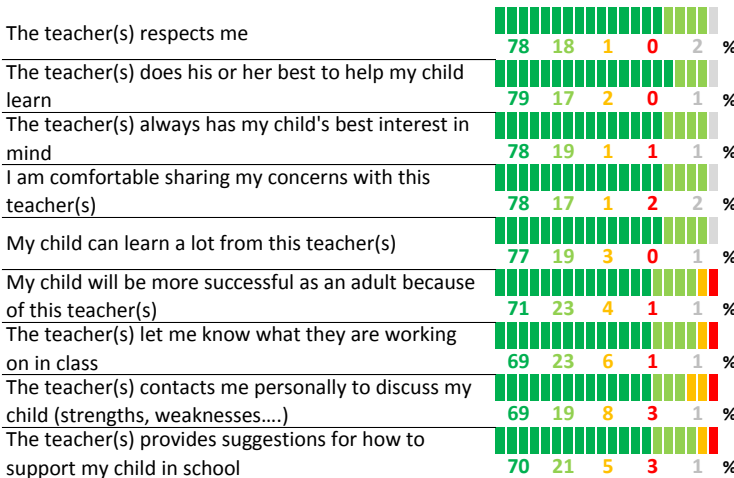 The teacher(s) respects me
78 18 1 0 2 %
The teacher(s) does his or her best to help my child
learn
79 17 2 0 1 %
The teacher(s) always has my child's best interest in
mind
78 19 1 1 1 %
I am comfortable sharing my concerns with this
teacher(s)
78 17 1 2 2 %
My child can learn a lot from this teacher(s)
77 19 3 0 1 %
My child will be more successful as an adult because
of this teacher(s)
71 23 4 1 1 %
The teacher(s) let me know what they are working
on in class
69 23 6 1 1 %
The teacher(s) contacts me personally to discuss my
child (strengths, weaknesses....)
69 19 8 3 1 %
The teacher(s) provides suggestions for how to
support my child in school
70 21 5 3 1 %